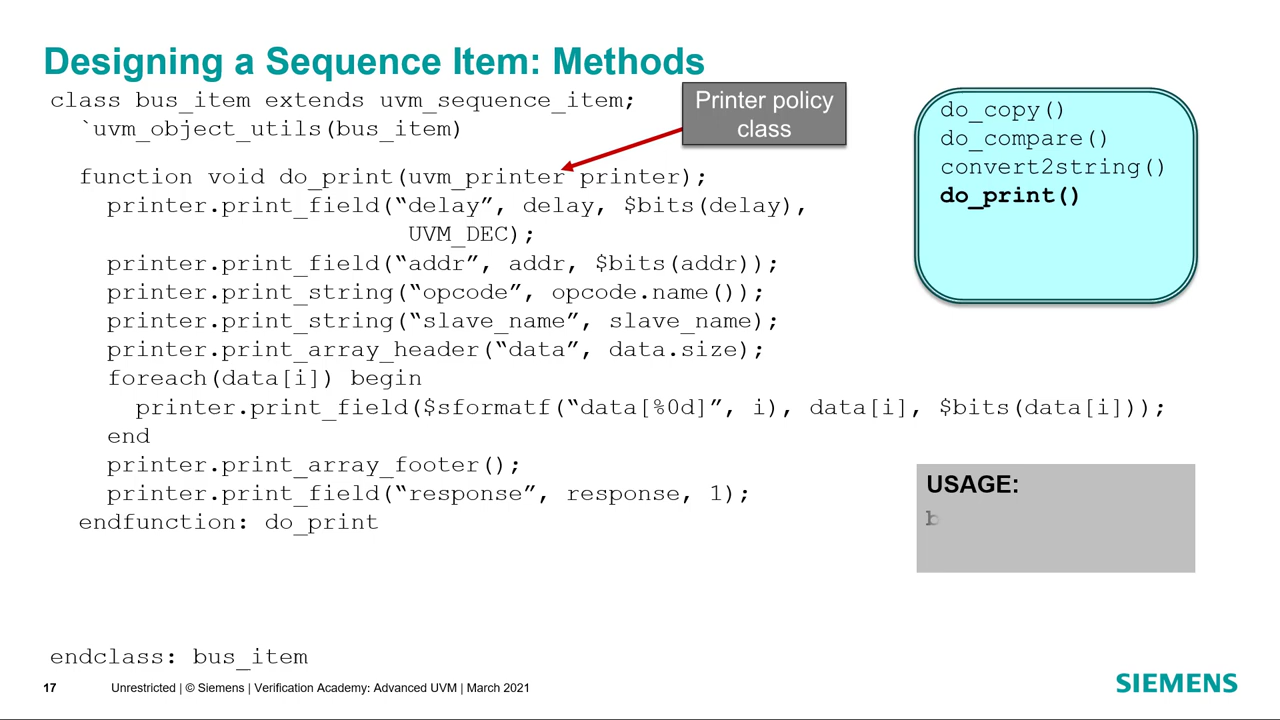 Designing a Sequence Item: Methods
class bus_item extends uvm_sequence_item;
`uvm_object_utils(bus_item)
Printer policy
class
function void do_print(uvm_printer printer);
printer.print_field(“delay”, delay, $bits(delay),
UVM_DEC);
printer.print_field(“addr”, addr, $bits(addr));
printer.print_string(“opcode”, opcode.name());
printer.print_string(“slave_name”, slave_name);
printer.print_array_header(“data”, data.size);
foreach(data[i]) begin
printer.print_field($sformatf(“data[%0d]”, i), data[i], $bits(data[i]));
end
printer.print_array_footer();
printer.print_field(“response”, response, 1);
endfunction: do_print
endclass: bus_item
do_copy()
do_compare()
convert2string()
do_print()
USAGE:
b
17 Unrestricted | © Siemens | Verification Academy: Advanced UVM | March 2021
SIEMENS